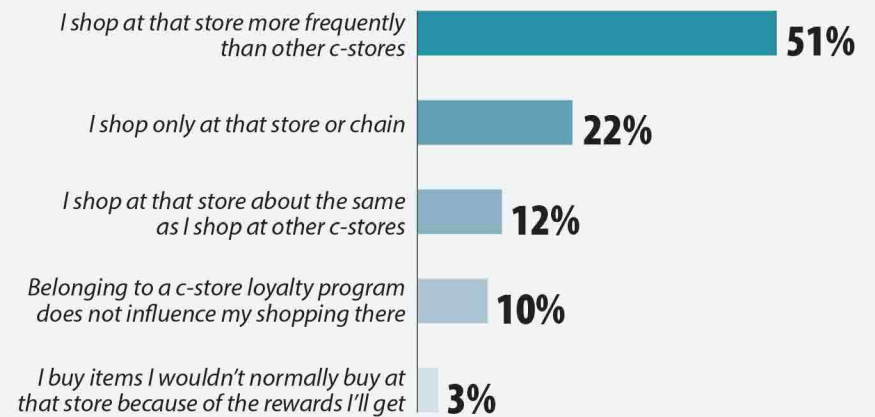 I shop at that store more frequently
than other c-stores
51%
I shop only at that store or chain
22%
I shop at that store about the same
as I shop at other c-stores
12%
Belonging to a c-store loyalty program
does not influence my shopping there
10%
I buy items I wouldn’t normally buy at
that store because of the rewards I’ll get
3%